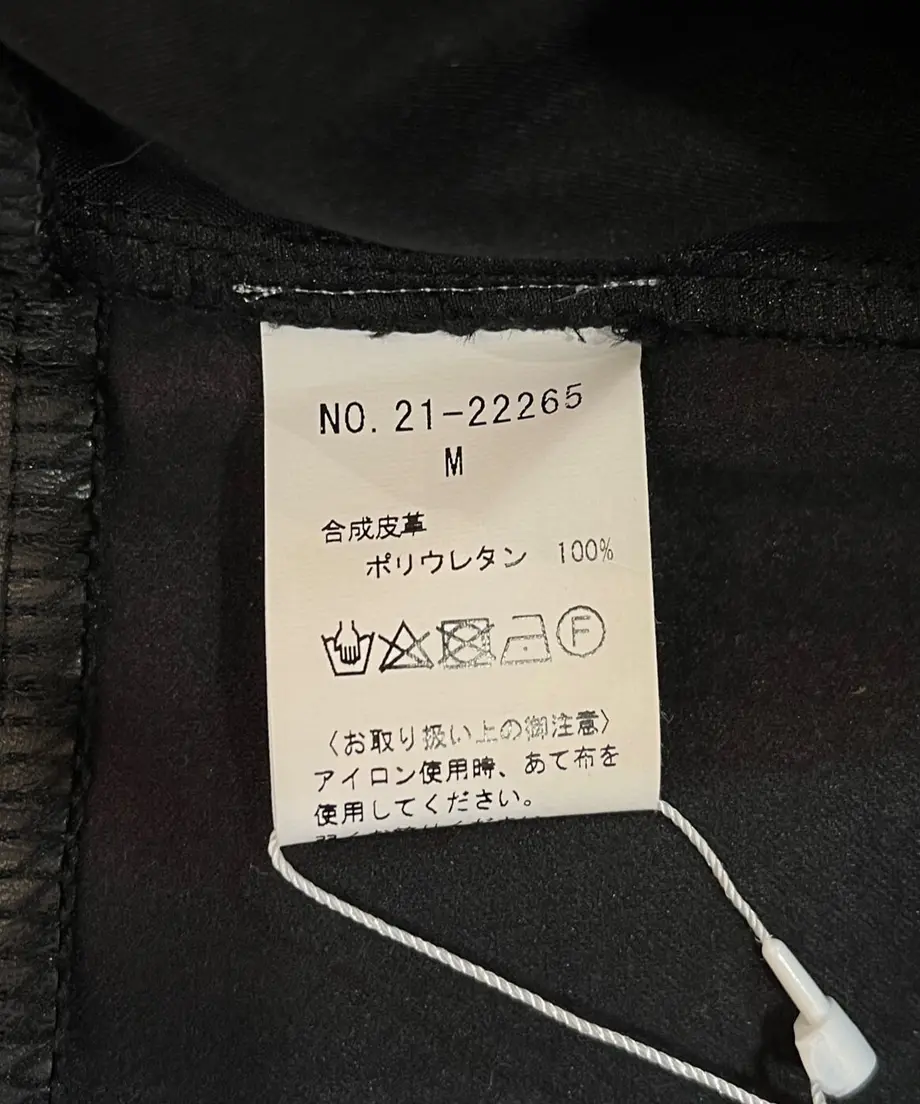 NO. 21-22265
M
合成皮革
ポリウレタン 100%
F
〈お取り扱い上の御注意〉
アイロン使用時、あて布を
使用してください。